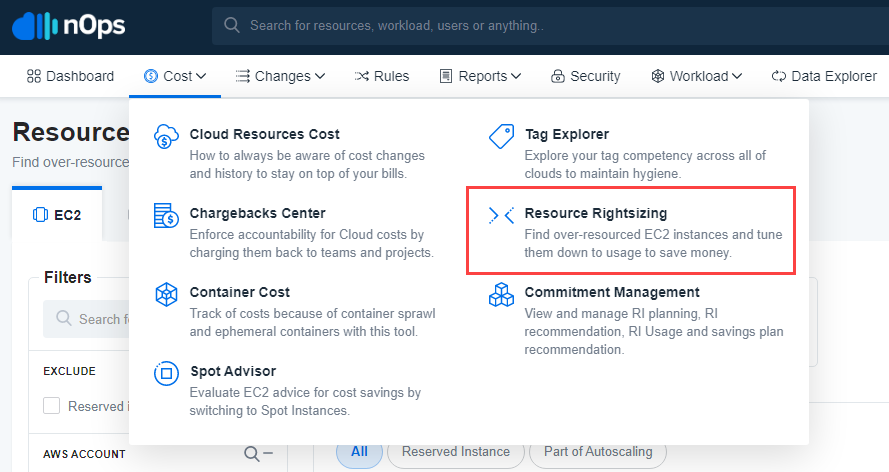 nOps
Search for resources, workload, users or anything..
Dashboard Cost Changes Rules Reports Security Workload Data Explorer
Resource
Find over-resource
EC2
Filters
Search fo
EXCLUDE
Reserved i
AWS ACCOUNT
Cloud Resources Cost
How to always be aware of cost changes
and history to stay on top of your bills.
Chargebacks Center
Enforce accountability for Cloud costs by
charging them back to teams and projects.
Container Cost
Track of costs because of container sprawl
and ephemeral containers with this tool.
Spot Advisor
Evaluate EC2 advice for cost savings by
switching to Spot Instances.
Tag Explorer
Explore your tag competency across all of
clouds to maintain hygiene.
Resource Rightsizing
Find over-resourced EC2 instances and tune
them down to usage to save money.
Commitment Management
View and manage RI planning, RI
recommendation, RI Usage and savings plan
recommendation.
All Reserved Instance Part of Autoscaling